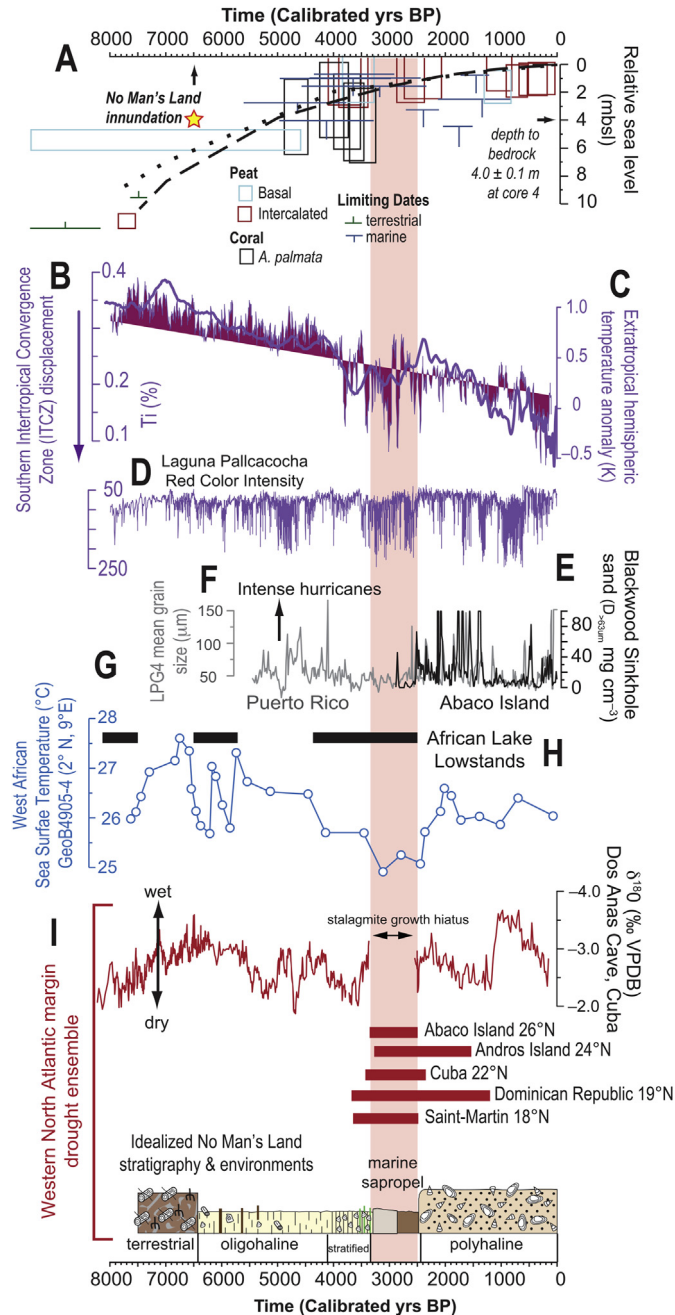 Time (Calibrated yrs BP)
8000 7000 6000 5000 4000 3000 2000 1000 0
A
No Man's Land
innundation
0
2
4
6
8
10
Relative sea level
(mbsl)
depth to
bedrock
4.0 ± 0.1 m
at core 4
Peat
Basal
Intercalated
Coral
A. palmata
Limiting Dates
terrestrial
marine
B
C
Southern Intertropical Convergence
Zone (ITCZ) discplacement
0.4
0.2
0.1
Ti (%)
1.0
0.5
0
−0.5
Extratropical hemispheric
temperature anomaly (K)
D
Laguna Pallcacocha
Red Color Intensity
50
250
E
F
Intense hurricanes
LPG4 mean grain
size (µm)
150
100
50
Puerto Rico
Abaco Island
80
40
0
Blackwood Sinkhole
sand (D>63um mg cm−3)
G
African Lake
Lowstands
H
West African
Sea Surfae Temperature (°C)
GeoB4905-4 (2° N, 9°E)
28
27
26
25
I
wet
dry
stalagmite growth hiatus
−4.0
−3.0
−2.0
δ18O (‰ VPDB)
Dos Anas Cave, Cuba
Western North Atlantic margin
drought ensemble
Abaco Island 26°N
Andros Island 24°N
Cuba 22°N
Dominican Republic 19°N
Saint-Martin 18°N
Idealized No Man's Land
stratigraphy & environments
marine
sapropel
terrestrial oligohaline stratified polyhaline
8000 7000 6000 5000 4000 3000 2000 1000 0
Time (Calibrated yrs BP)